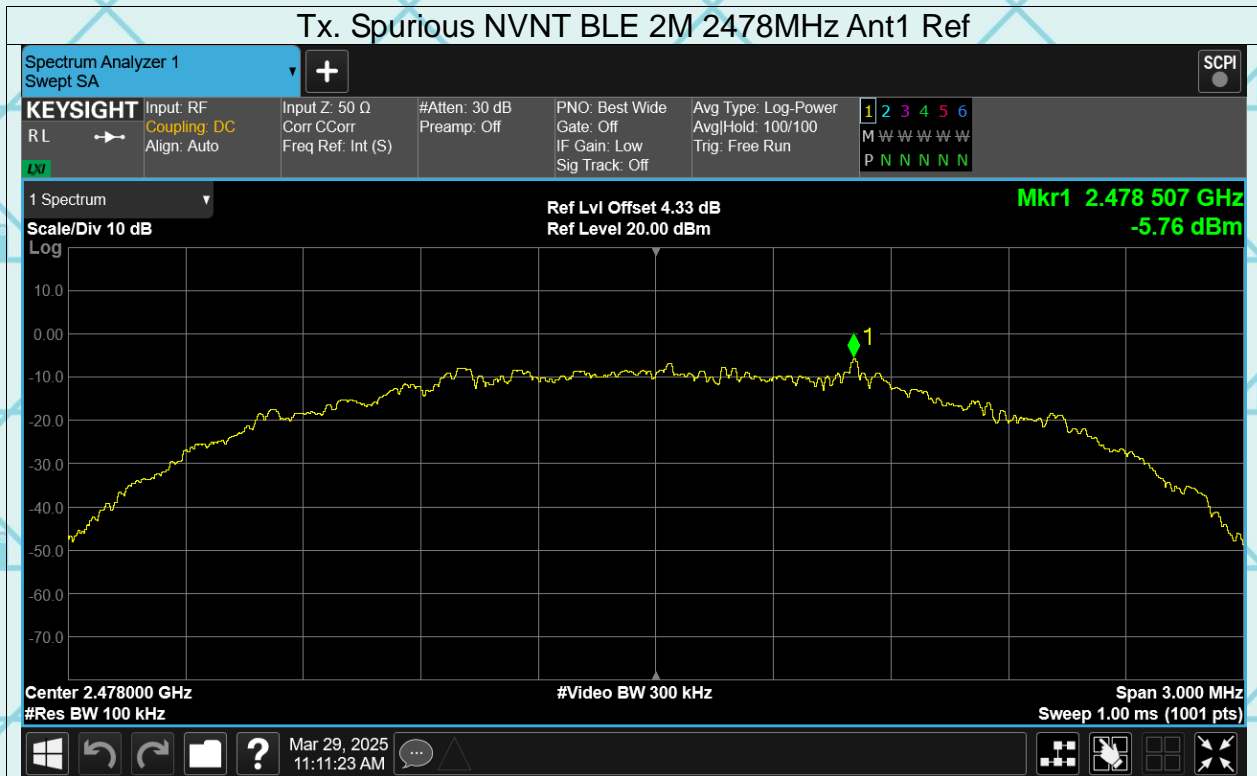 Tx. Spurious NVNT BLE 2M 2478MHz Ant1 Ref
Spectrum Analyzer 1
Swept SA
SCPI
KEYSIGHT
RL
LXI
Input: RF
Coupling: DC
Align: Auto
Input Z: 50 Ω
Corr CCorr
Freq Ref: Int (S)
#Atten: 30 dB
Preamp: Off
PNO: Best Wide
Gate: Off
IF Gain: Low
Sig Track: Off
Avg Type: Log-Power
Avg|Hold: 100/100
Trig: Free Run
1 2 3 4 5 6
M W W W W W
P N N N N N
1 Spectrum
Scale/Div 10 dB
Log
Ref Lvl Offset 4.33 dB
Ref Level 20.00 dBm
Mkr1 2.478 507 GHz
-5.76 dBm
10.0
0.00
-10.0
-20.0
-30.0
-40.0
-50.0
-60.0
-70.0
1
Center 2.478000 GHz
#Res BW 100 kHz
#Video BW 300 kHz
Span 3.000 MHz
Sweep 1.00 ms (1001 pts)
?
Mar 29, 2025
11:11:23 AM